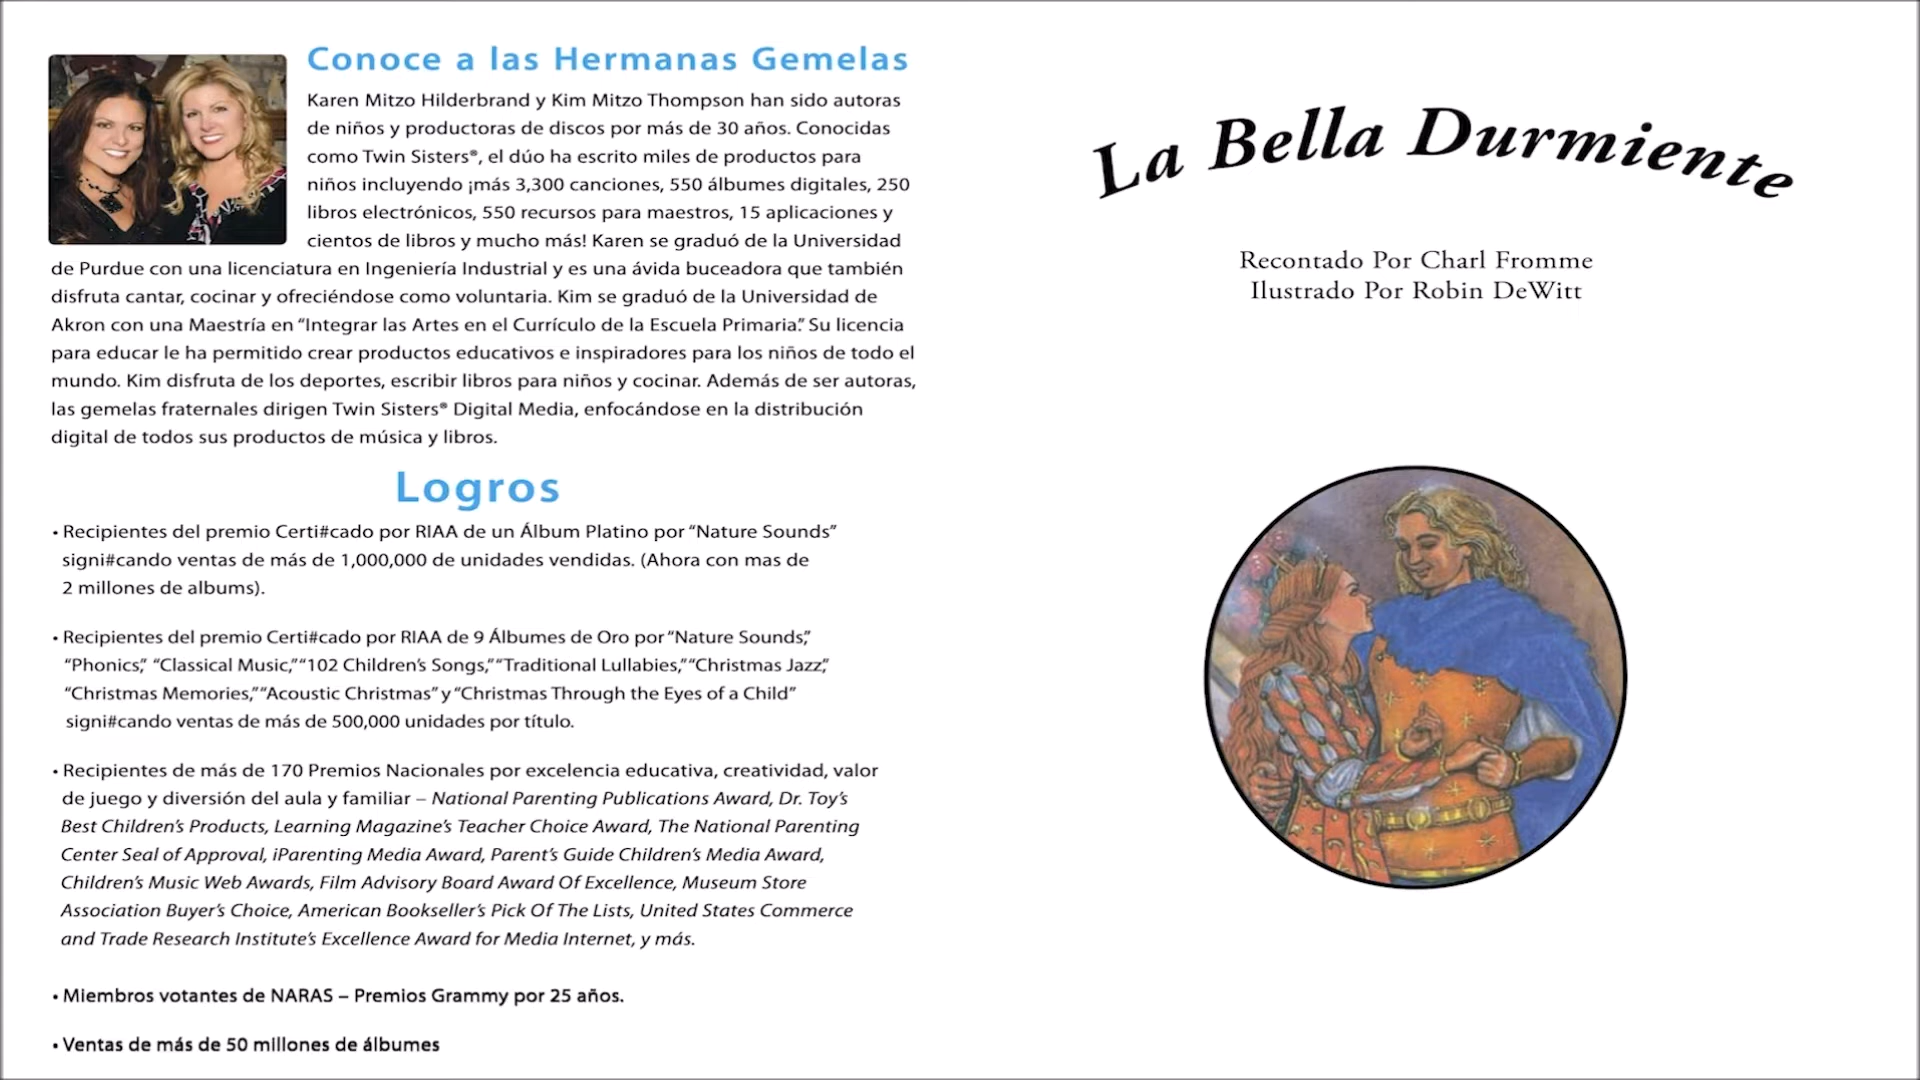 Conoce a las Hermanas Gemelas
Karen Mitzo Hilderbrand y Kim Mitzo Thompson han sido autoras
de niños y productoras de discos por más de 30 años. Conocidas
como Twin Sisters®, el dúo ha escrito miles de productos para
niños incluyendo ¡más 3,300 canciones, 550 álbumes digitales, 250
libros electrónicos, 550 recursos para maestros, 15 aplicaciones y
cientos de libros y mucho más! Karen se graduó de la Universidad
de Purdue con una licenciatura en Ingeniería Industrial y es una ávida buceadora que también
disfruta cantar, cocinar y ofreciéndose como voluntaria. Kim se graduó de la Universidad de
Akron con una Maestría en “Integrar las Artes en el Currículo de la Escuela Primaria.” Su licencia
para educar le ha permitido crear productos educativos e inspiradores para los niños de todo el
mundo. Kim disfruta de los deportes, escribir libros para niños y cocinar. Además de ser autoras,
las gemelas fraternales dirigen Twin Sisters® Digital Media, enfocándose en la distribución
digital de todos sus productos de música y libros.
Logros
• Recipientes del premio Certi#cado por RIAA de un Álbum Platino por “Nature Sounds”
signi#cando ventas de más de 1,000,000 de unidades vendidas. (Ahora con mas de
2 millones de albums).
• Recipientes del premio Certi#cado por RIAA de 9 Álbumes de Oro por “Nature Sounds,”
“Phonics,” “Classical Music,” “102 Children’s Songs,” “Traditional Lullabies,” “Christmas Jazz,”
“Christmas Memories,” “Acoustic Christmas” y “Christmas Through the Eyes of a Child”
signi#cando ventas de más de 500,000 unidades por título.
• Recipientes de más de 170 Premios Nacionales por excelencia educativa, creatividad, valor
de juego y diversión del aula y familiar – National Parenting Publications Award, Dr. Toy’s
Best Children’s Products, Learning Magazine’s Teacher Choice Award, The National Parenting
Center Seal of Approval, iParenting Media Award, Parent’s Guide Children’s Media Award,
Children’s Music Web Awards, Film Advisory Board Award Of Excellence, Museum Store
Association Buyer’s Choice, American Bookseller’s Pick Of The Lists, United States Commerce
and Trade Research Institute’s Excellence Award for Media Internet, y más.
• Miembros votantes de NARAS – Premios Grammy por 25 años.
• Ventas de más de 50 millones de álbumes
La Bella Durmiente
Recontado Por Charl Fromme
Ilustrado Por Robin DeWitt